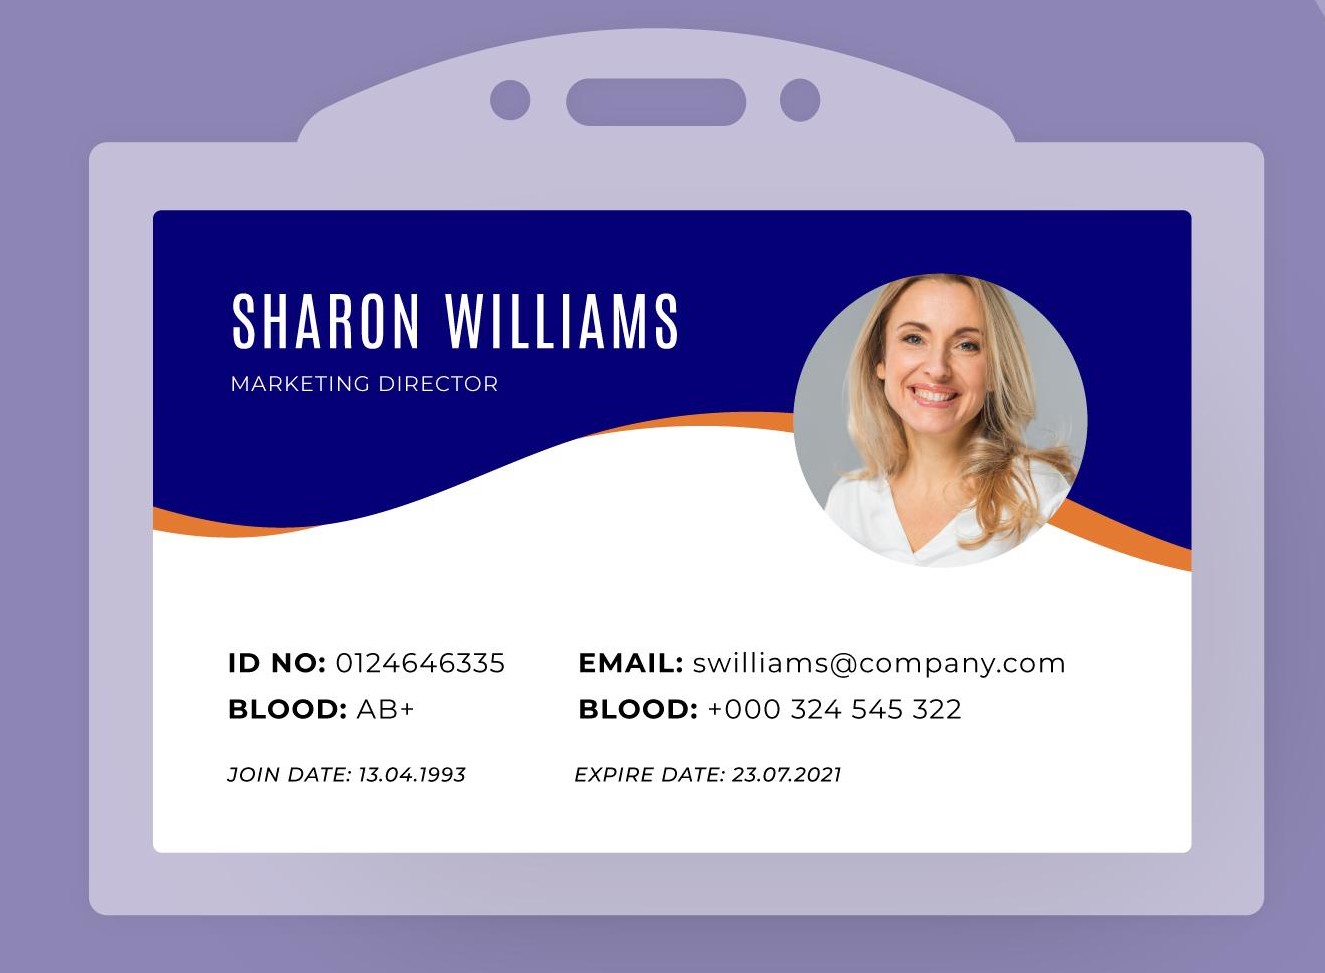 SHARON WILLIAMS
MARKETING DIRECTOR
ID NO: 0124646335
BLOOD: AB+
EMAIL: swilliams@company.com
BLOOD: +000 324 545 322
JOIN DATE: 13.04.1993
EXPIRE DATE: 23.07.2021